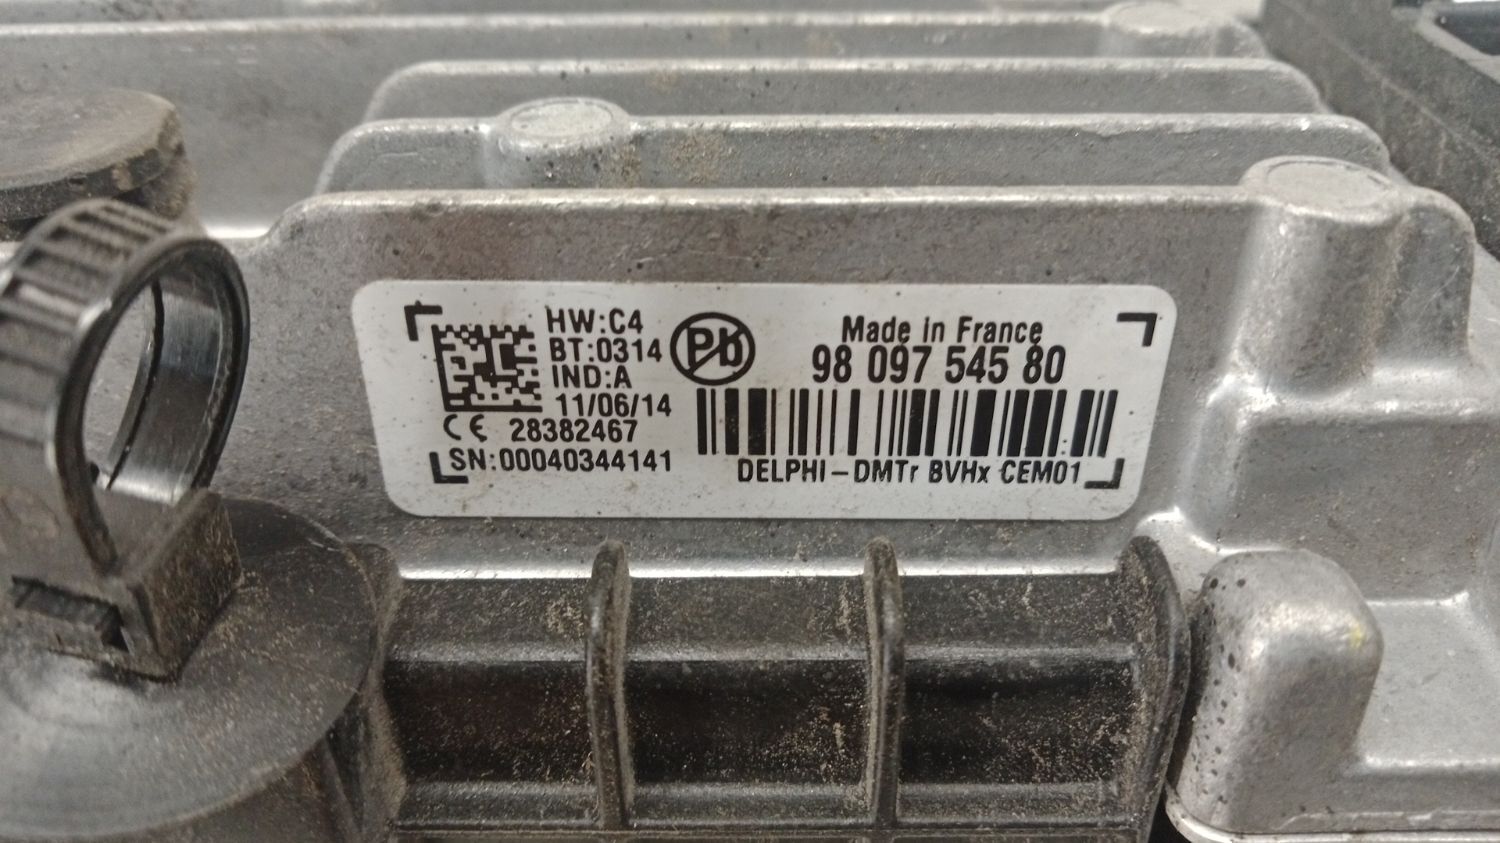 HW:C4
BT:0314
IND:A
11/06/14
CE 28382467
SN:00040344141
Pb
Made in France
98 097 545 80
DELPHI-DMTr BVHx CEM01